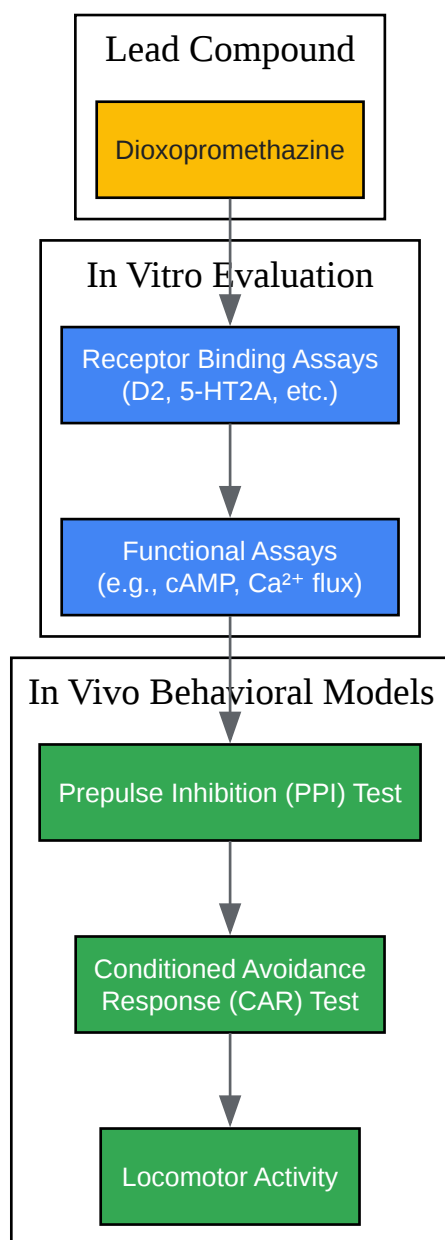 Lead Compound
Dioxopromethazine
In Vitro Evaluation
Receptor Binding Assays
(D2, 5-HT2A, etc.)
Functional Assays
(e.g., cAMP, Ca²⁺ flux)
In Vivo Behavioral Models
Prepulse Inhibition (PPI) Test
Conditioned Avoidance
Response (CAR) Test
Locomotor Activity